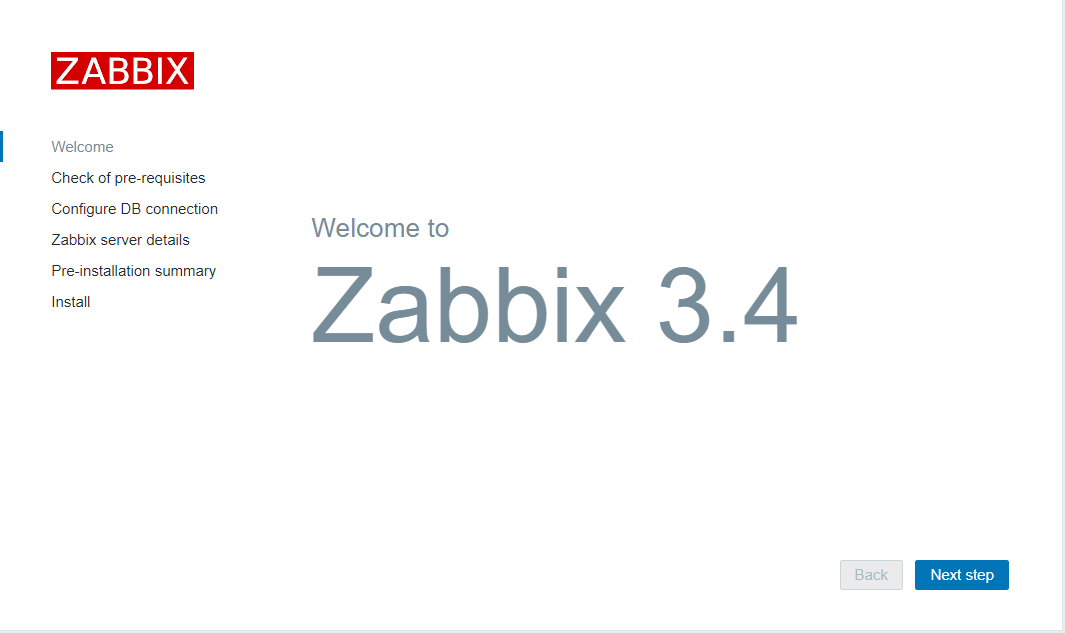 ZABBIX
Welcome
Check of pre-requisites
Configure DB connection
Zabbix server details
Pre-installation summary
Install
Welcome to
Zabbix 3.4
Back
Next step